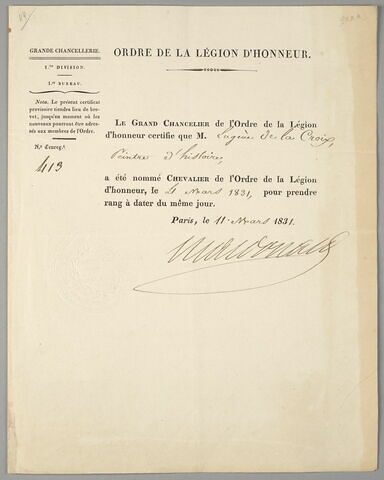 GRANDE CHANCELLERIE.
I.re DIVISION.
I.er BUREAU.
Nota. Le présent certificat
provisoire tiendra lieu de bre-
vet, jusqu'au moment où les
nouveaux pourront être adres-
sés aux membres de l'Ordre.
N.o d'enreg.t
413
ORDRE DE LA LÉGION D'HONNEUR.
LE GRAND CHANCELIER de l'Ordre de la Légion
d'honneur certifie que M. Eugène de la Croix,
Peintre d'histoire,
a été nommé CHEVALIER de l'Ordre de la Légion
d'honneur, le 4 Mars 1831, pour prendre
rang à dater du même jour.
Paris, le 11 Mars 1831.
Macdonald